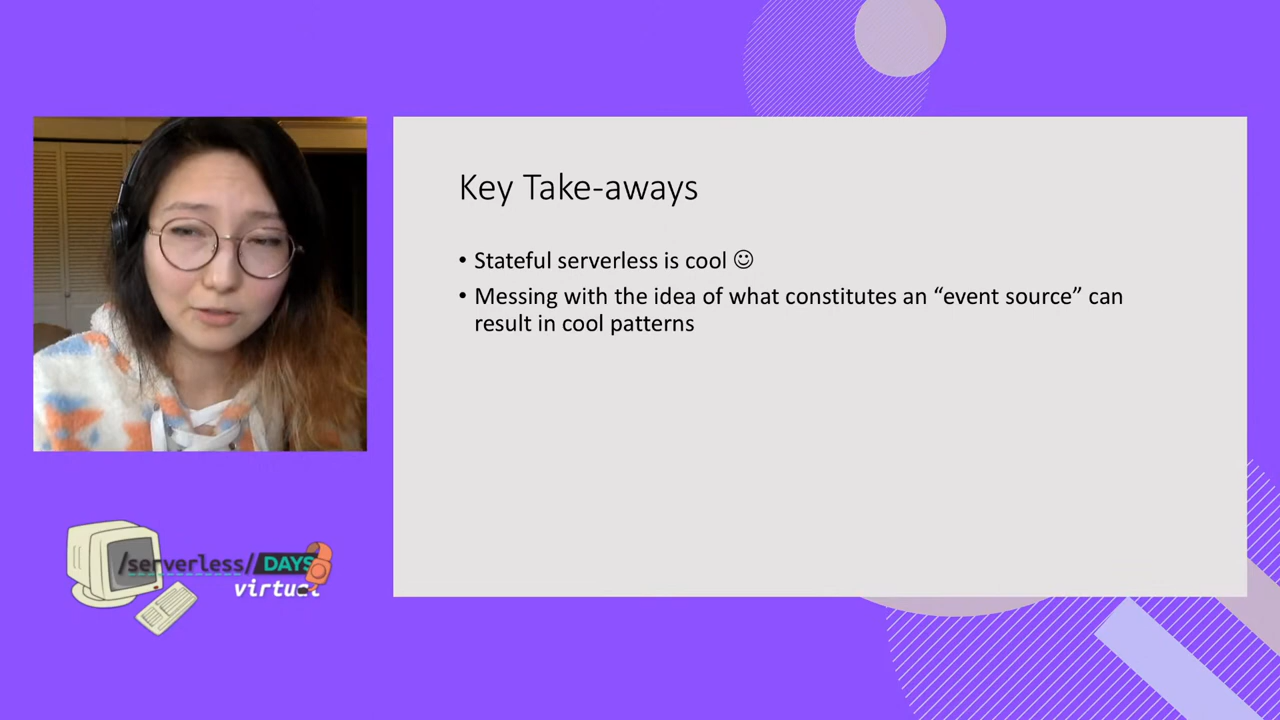 Key Take-aways
• Stateful serverless is cool ☺
• Messing with the idea of what constitutes an “event source” can
result in cool patterns
/serverless/DAYS
virtual